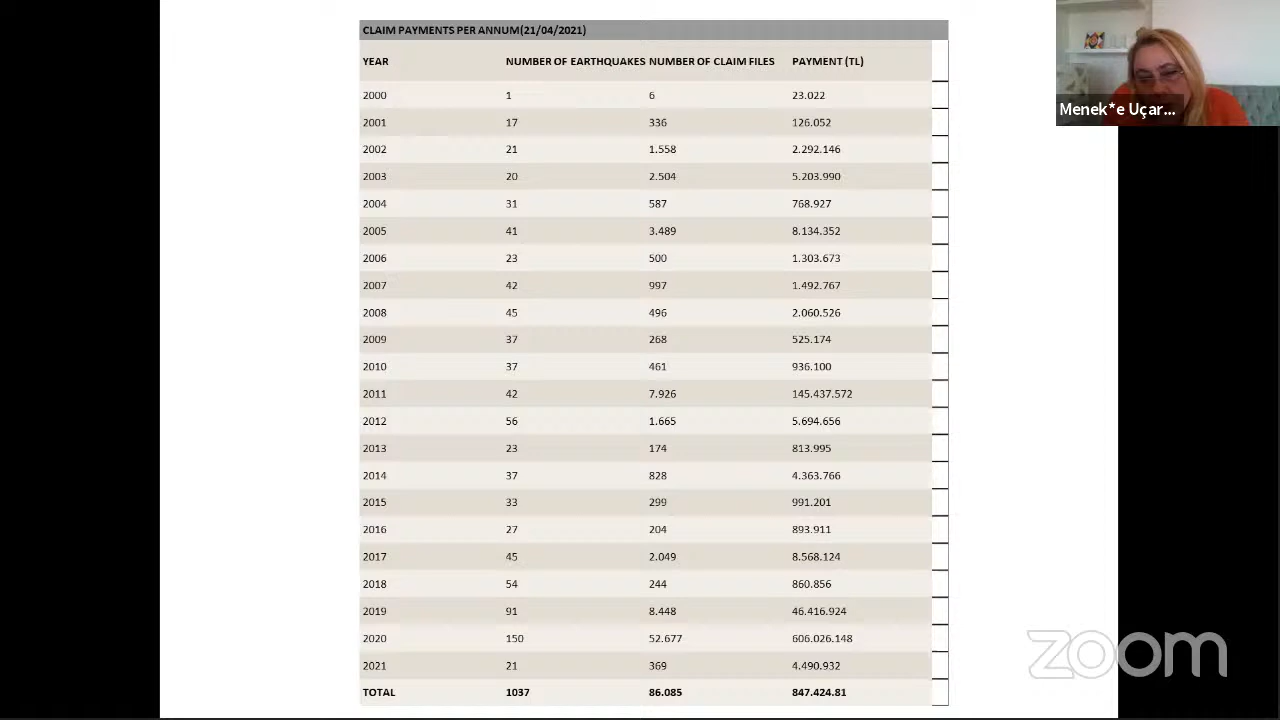 CLAIM PAYMENTS PER ANNUM(21/04/2021)
YEAR NUMBER OF EARTHQUAKES NUMBER OF CLAIM FILES PAYMENT (TL)
2000 1 6 23.022
2001 17 336 126.052
2002 21 1.558 2.292.146
2003 20 2.504 5.203.990
2004 31 587 768.927
2005 41 3.489 8.134.352
2006 23 500 1.303.673
2007 42 997 1.492.767
2008 45 496 2.060.526
2009 37 268 525.174
2010 37 461 936.100
2011 42 7.926 145.437.572
2012 56 1.665 5.694.656
2013 23 174 813.995
2014 37 828 4.363.766
2015 33 299 991.201
2016 27 204 893.911
2017 45 2.049 8.568.124
2018 54 244 860.856
2019 91 8.448 46.416.924
2020 150 52.677 606.026.148
2021 21 369 4.490.932
TOTAL 1037 86.085 847.424.81
Menek*e Uçar...
zoom